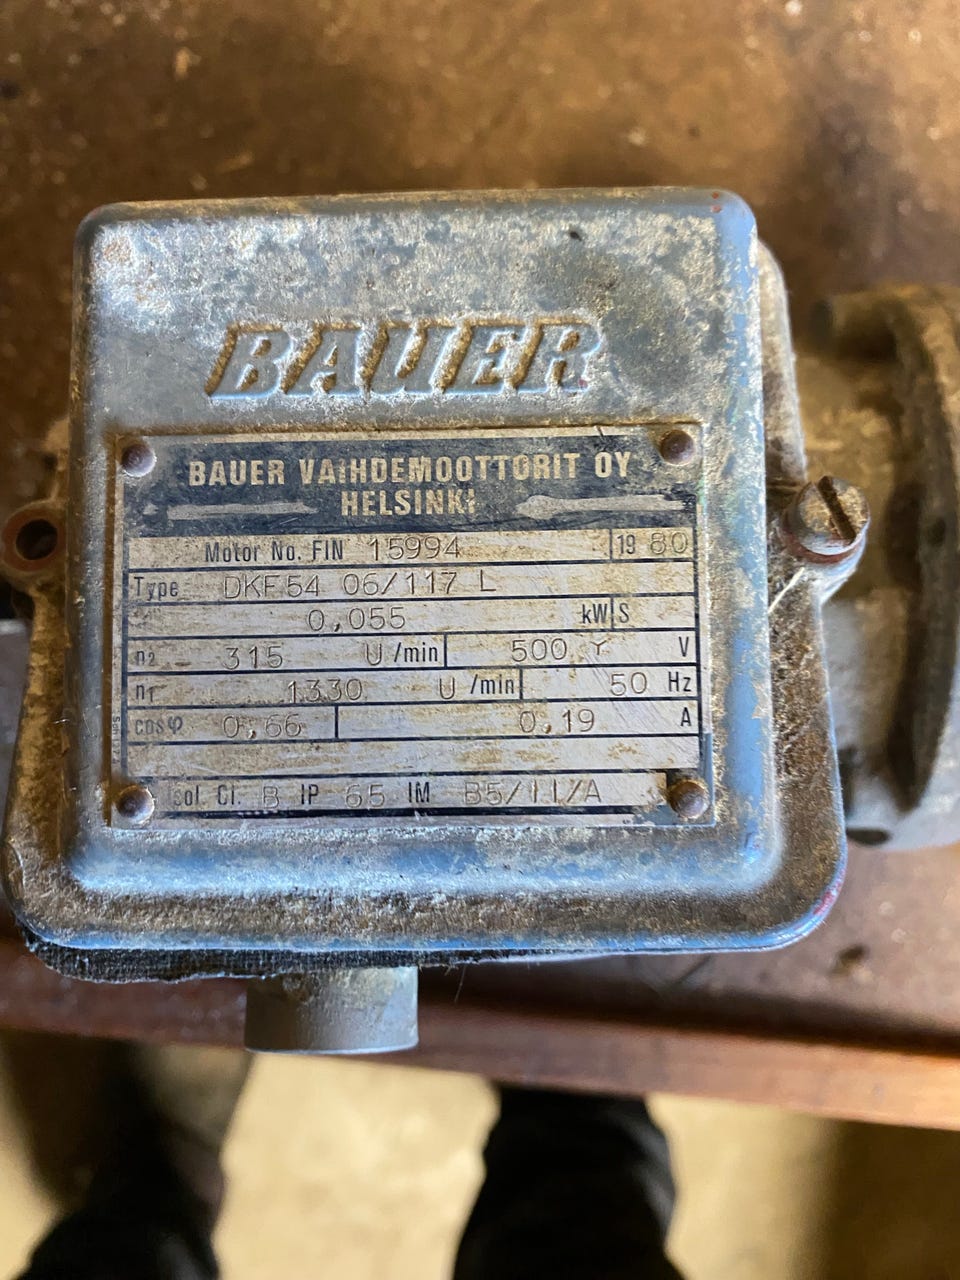 BAUER
BAUER VAIHDEMOOTTORIT OY
HELSINKI
Motor No. FIN 15994 19 80
Type DKF54 06/117 L
0,055 kW S
n2 315 U/min 500 Y V
n1 1330 U/min 50 Hz
cosφ 0,66 0,19 A
Isol Cl. B IP 65 IM B5/II/A